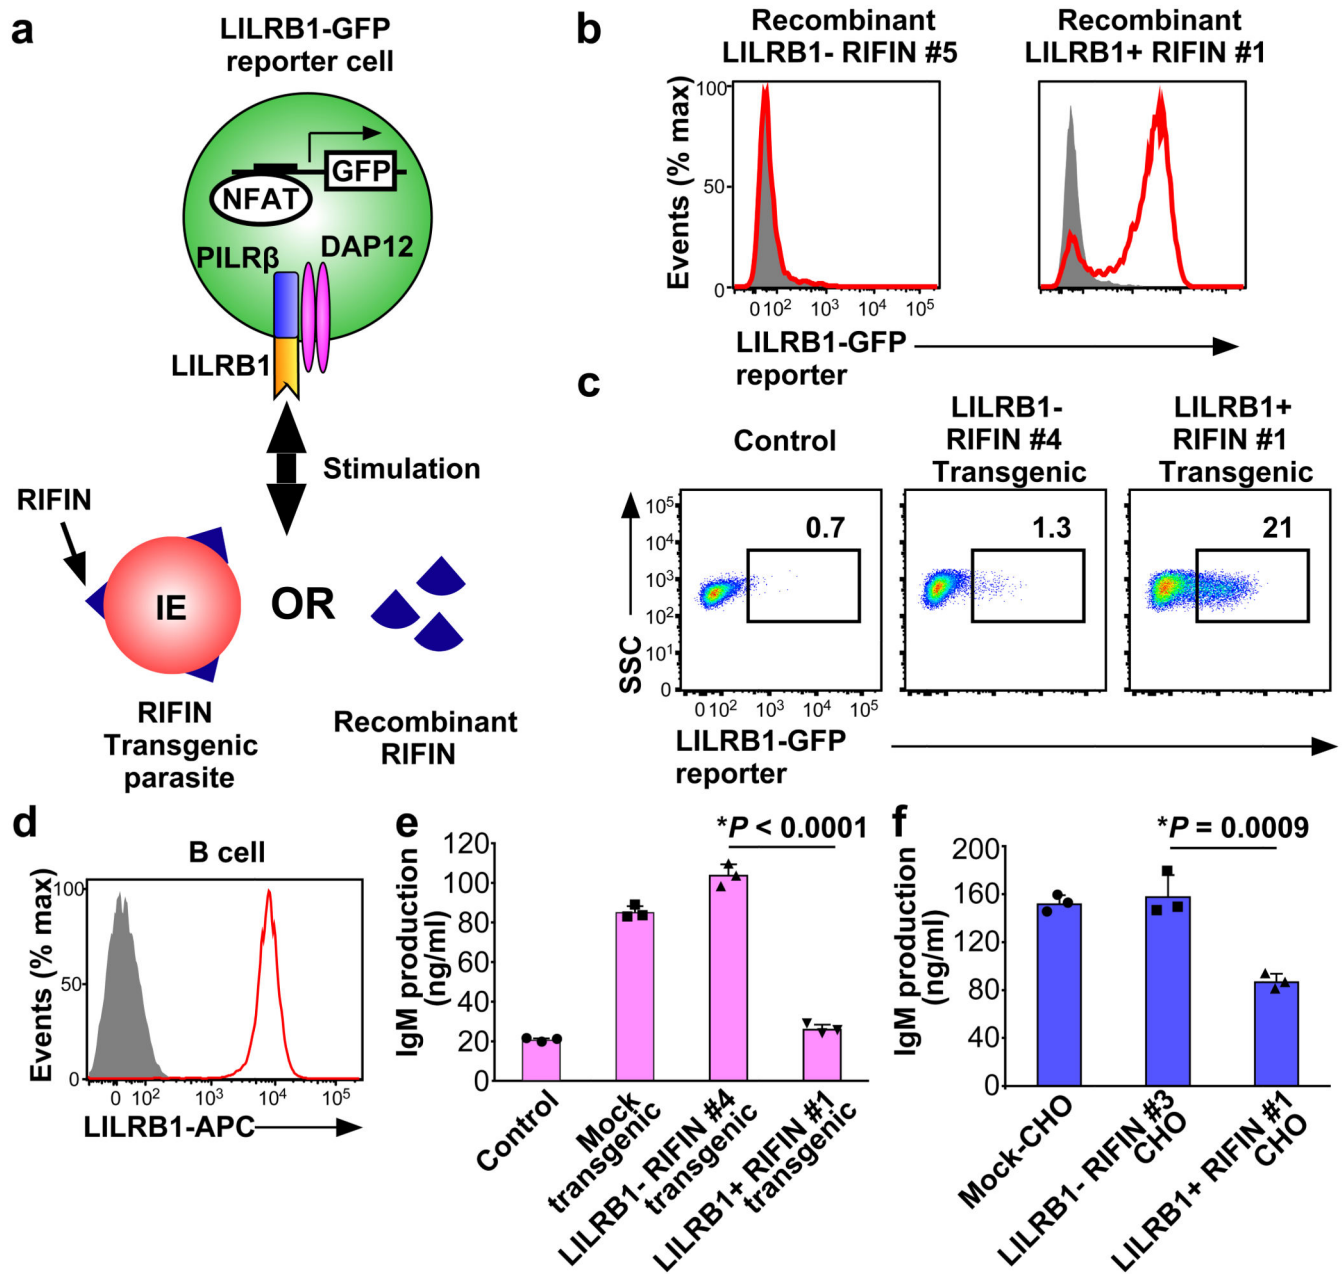 a
LILRB1-GFP
reporter cell
GFP
NFAT
PILRβ
DAP12
LILRB1
Stimulation
RIFIN
IE
OR
RIFIN
Transgenic
parasite
Recombinant
RIFIN
b
Recombinant
LILRB1- RIFIN #5
Recombinant
LILRB1+ RIFIN #1
Events (% max)
100
50
0
0 10² 10³ 10⁴ 10⁵
LILRB1-GFP
reporter
c
Control
LILRB1-
RIFIN #4
Transgenic
LILRB1+
RIFIN #1
Transgenic
0.7
1.3
21
SSC
10⁵
10⁴
10³
10²
10¹
0
0 10² 10³ 10⁴ 10⁵
LILRB1-GFP
reporter
d
B cell
Events (% max)
100
50
0
0 10² 10³ 10⁴ 10⁵
LILRB1-APC
e
*P < 0.0001
IgM production
(ng/ml)
120
100
80
60
40
20
0
Control
Mock
transgenic
LILRB1- RIFIN #4
transgenic
LILRB1+ RIFIN #1
transgenic
f
*P = 0.0009
IgM production
(ng/ml)
200
160
120
80
40
0
Mock-CHO
LILRB1- RIFIN #3
CHO
LILRB1+ RIFIN #1
CHO